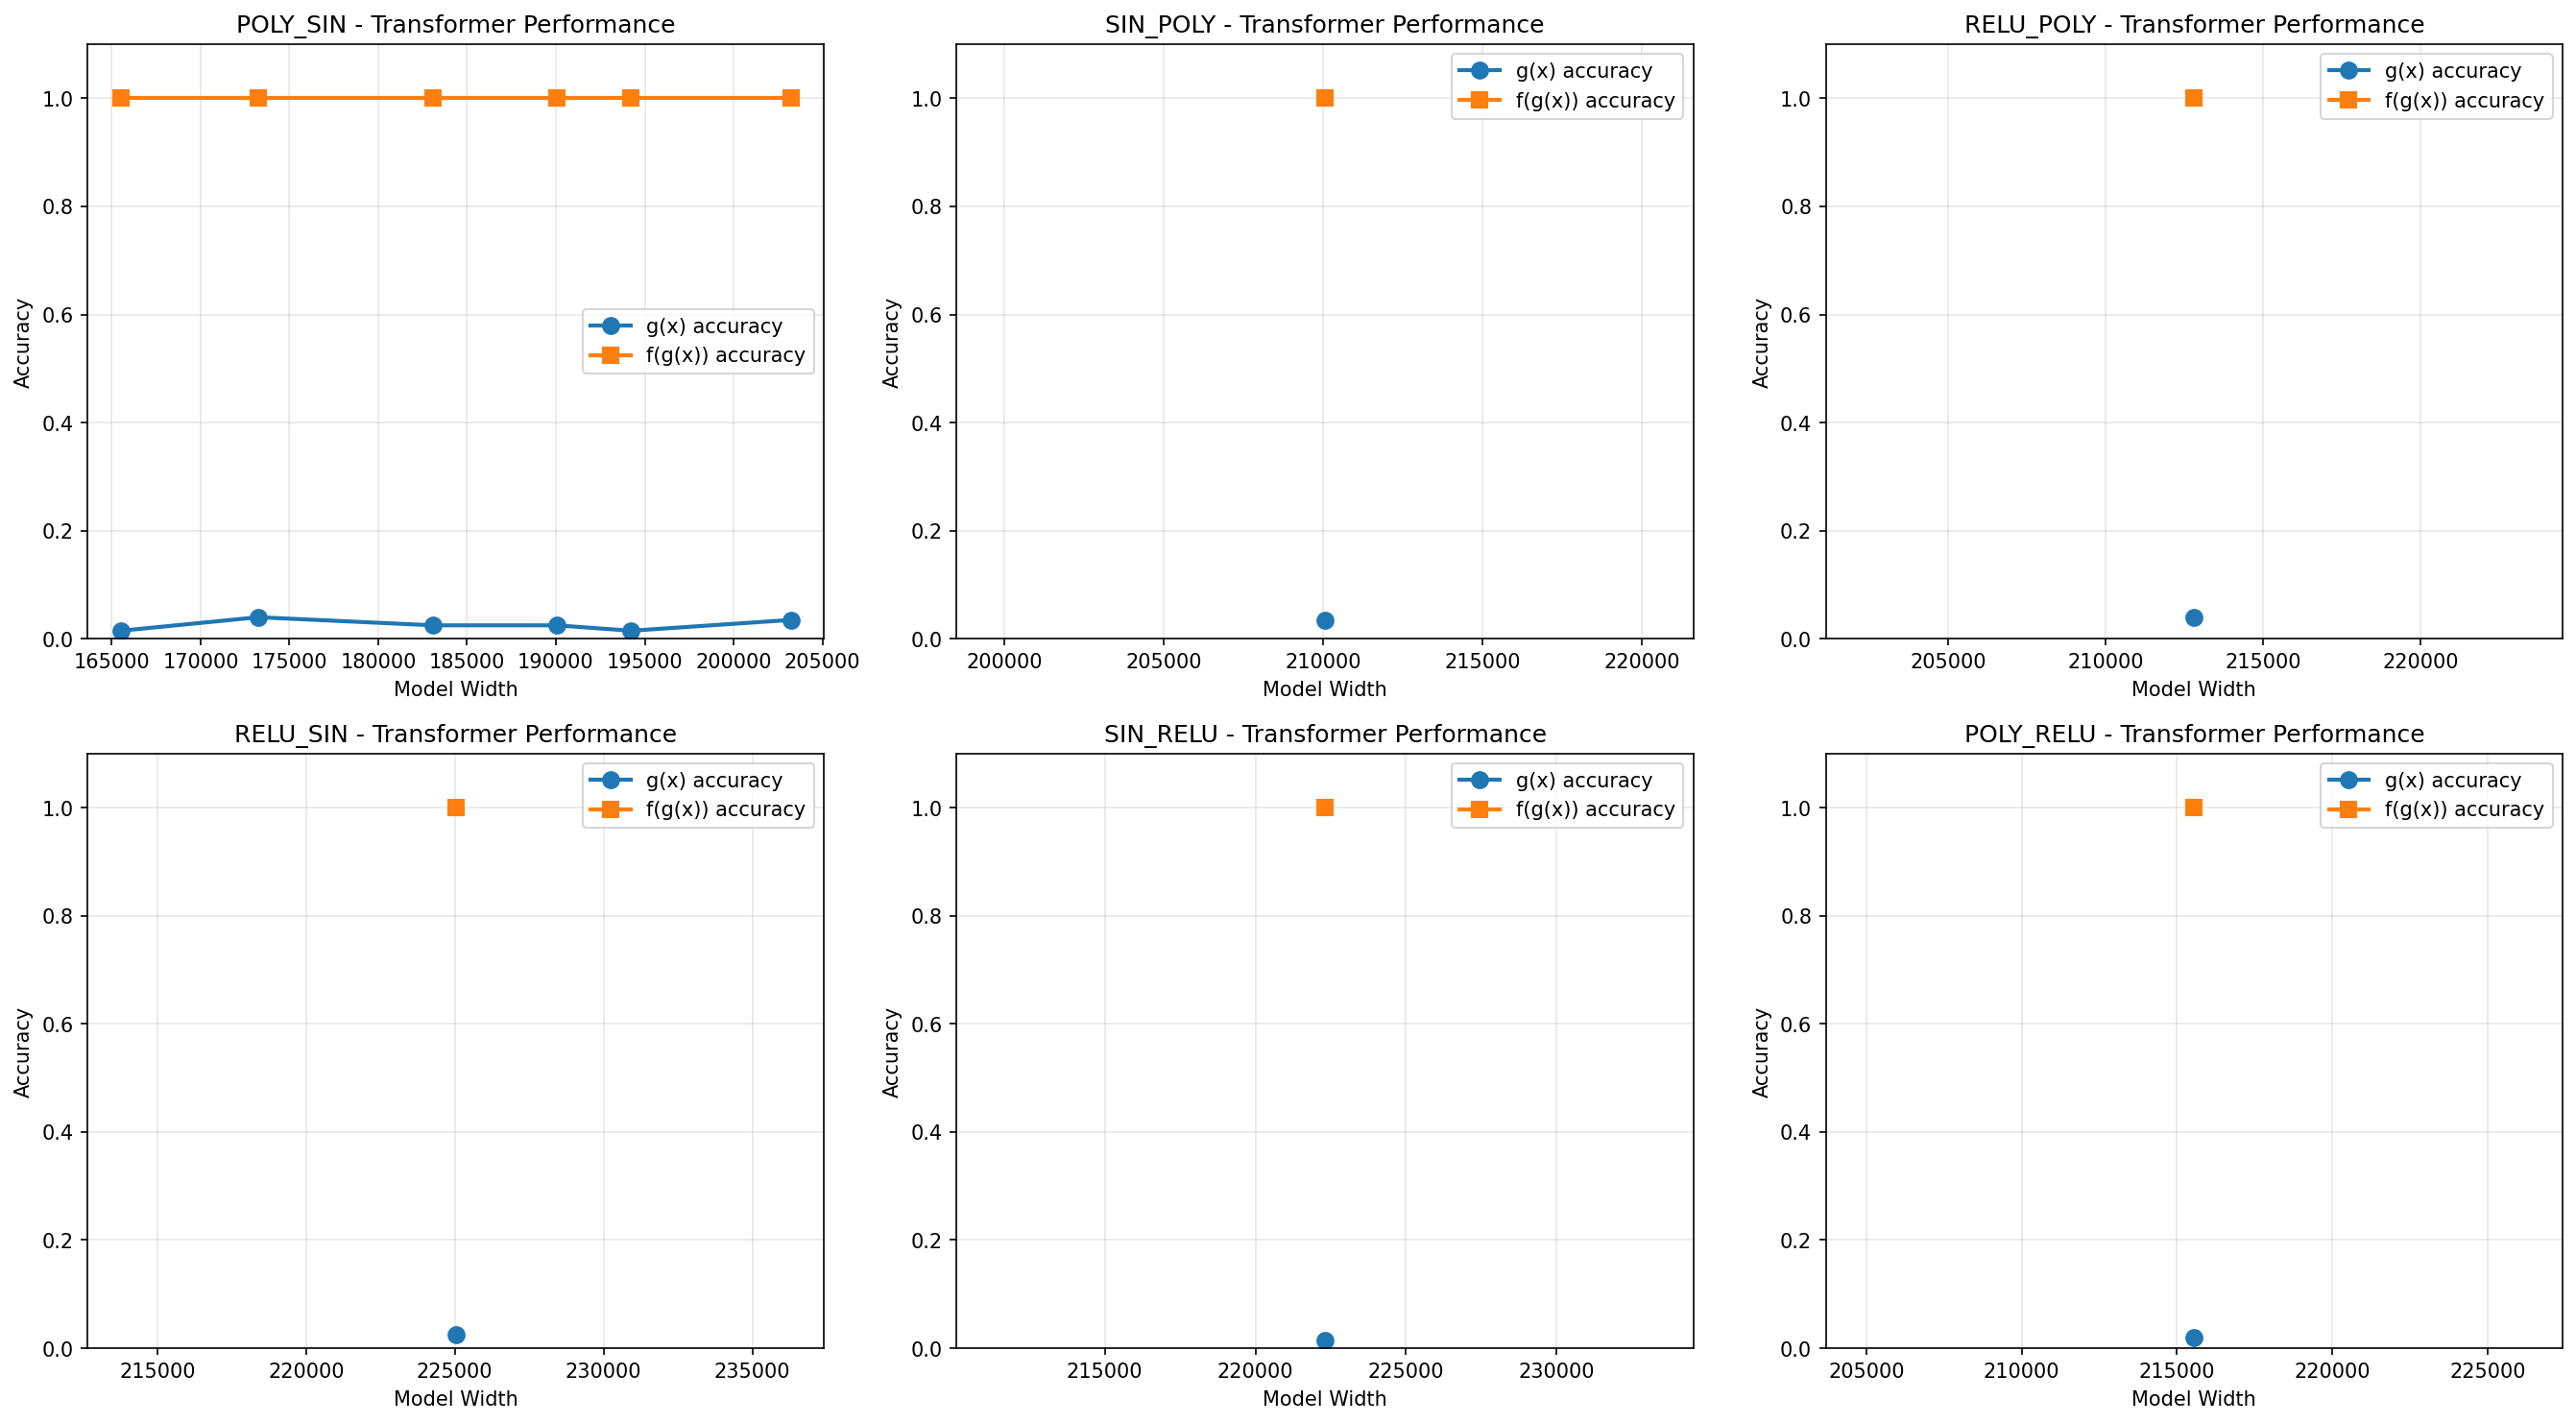 POLY_SIN - Transformer Performance
Accuracy
1.0
0.8
0.6
0.4
0.2
0.0
g(x) accuracy
f(g(x)) accuracy
165000 170000 175000 180000 185000 190000 195000 200000 205000
Model Width
SIN_POLY - Transformer Performance
Accuracy
1.0
0.8
0.6
0.4
0.2
0.0
g(x) accuracy
f(g(x)) accuracy
200000 205000 210000 215000 220000
Model Width
RELU_POLY - Transformer Performance
Accuracy
1.0
0.8
0.6
0.4
0.2
0.0
g(x) accuracy
f(g(x)) accuracy
205000 210000 215000 220000
Model Width
RELU_SIN - Transformer Performance
Accuracy
1.0
0.8
0.6
0.4
0.2
0.0
g(x) accuracy
f(g(x)) accuracy
215000 220000 225000 230000 235000
Model Width
SIN_RELU - Transformer Performance
Accuracy
1.0
0.8
0.6
0.4
0.2
0.0
g(x) accuracy
f(g(x)) accuracy
215000 220000 225000 230000
Model Width
POLY_RELU - Transformer Performance
Accuracy
1.0
0.8
0.6
0.4
0.2
0.0
g(x) accuracy
f(g(x)) accuracy
205000 210000 215000 220000 225000
Model Width